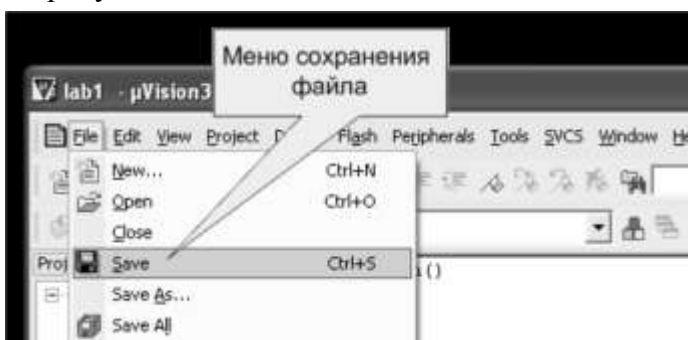 Меню сохранения
файла
lab1 - µVision3
File Edit View Project Flash Peripherals Tools SVCS Window
New... Ctrl+N
Open Ctrl+O
Close
Save Ctrl+S
Save As...
Save All
Proj
()